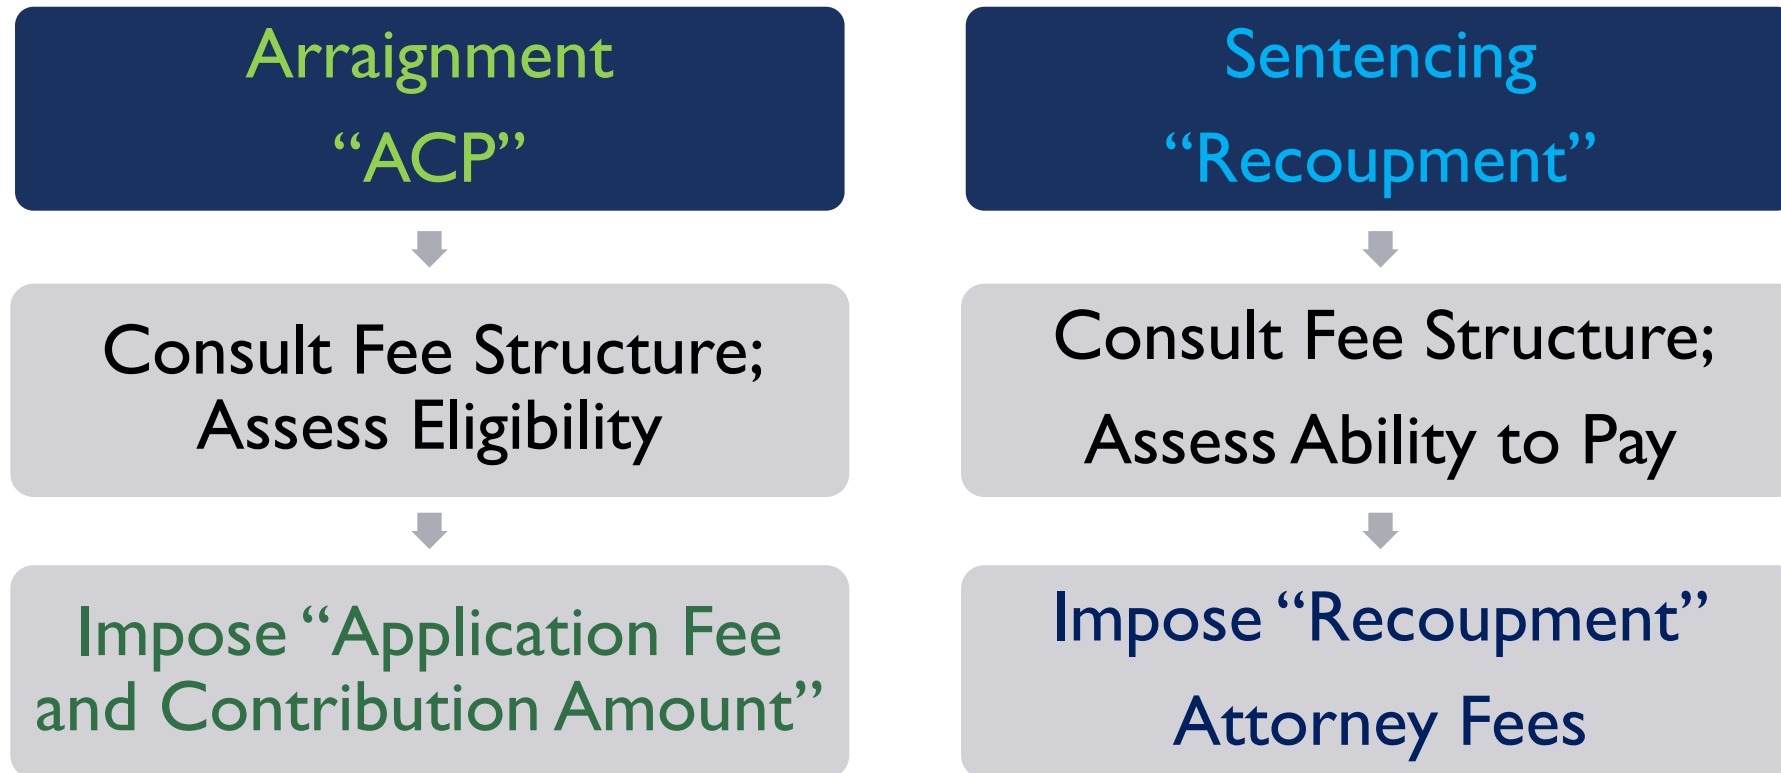 Arraignment
“ACP”
Consult Fee Structure;
Assess Eligibility
Impose “Application Fee
and Contribution Amount”
Sentencing
“Recoupment”
Consult Fee Structure;
Assess Ability to Pay
Impose “Recoupment”
Attorney Fees